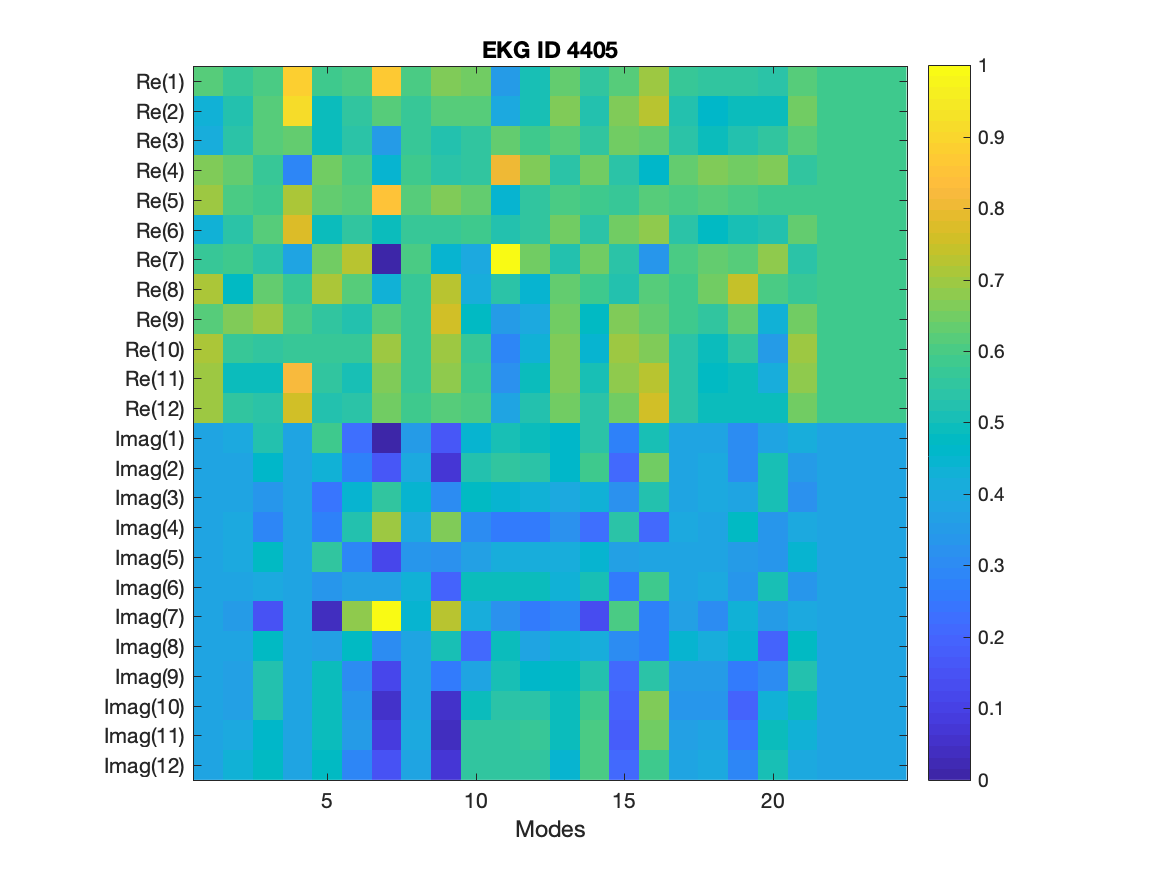 EKG ID 4405
Re(1)
Re(2)
Re(3)
Re(4)
Re(5)
Re(6)
Re(7)
Re(8)
Re(9)
Re(10)
Re(11)
Re(12)
Imag(1)
Imag(2)
Imag(3)
Imag(4)
Imag(5)
Imag(6)
Imag(7)
Imag(8)
Imag(9)
Imag(10)
Imag(11)
Imag(12)
5 10 15 20
Modes
1
0.9
0.8
0.7
0.6
0.5
0.4
0.3
0.2
0.1
0